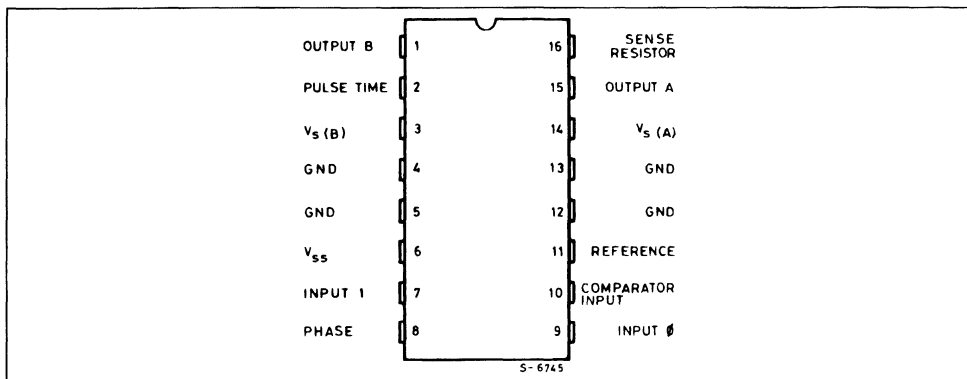 OUTPUT B 1 16 SENSE RESISTOR
PULSE TIME 2 15 OUTPUT A
Vs (B) 3 14 Vs (A)
GND 4 13 GND
GND 5 12 GND
Vss 6 11 REFERENCE
INPUT 1 7 10 COMPARATOR INPUT
PHASE 8 9 INPUT Ø
S-6745